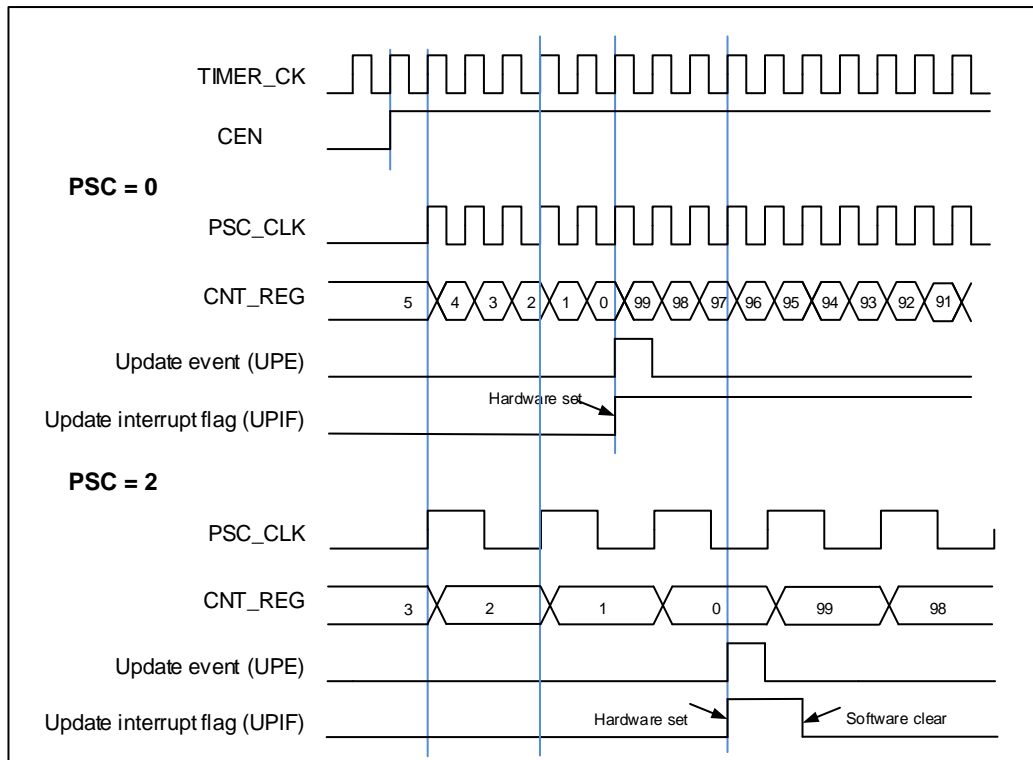 TIMER_CK
CEN
PSC = 0
PSC_CLK
CNT_REG 5 4 3 2 1 0 99 98 97 96 95 94 93 92 91
Update event (UPE)
Hardware set
Update interrupt flag (UPIF)
PSC = 2
PSC_CLK
CNT_REG 3 2 1 0 99 98
Update event (UPE)
Update interrupt flag (UPIF) Hardware set Software clear